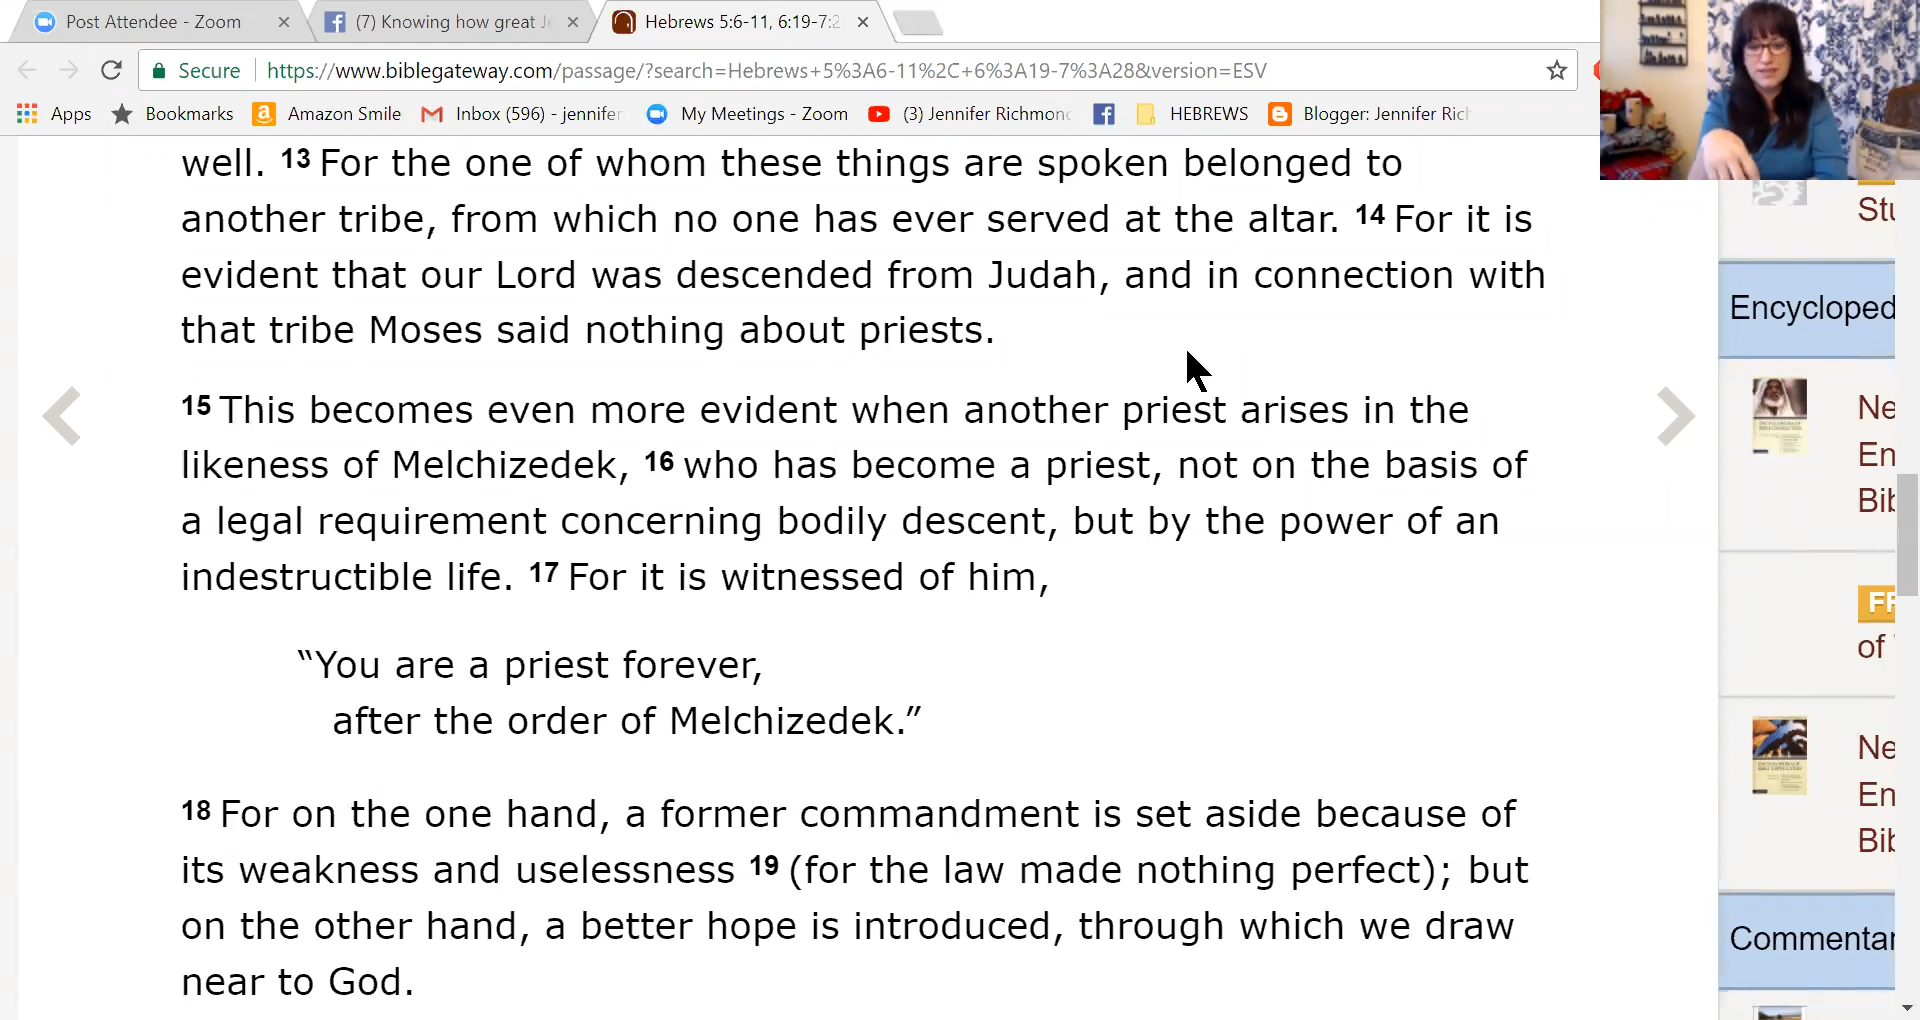 Post Attendee - Zoom
(7) Knowing how great J
Hebrews 5:6-11, 6:19-7:2
Secure
https://www.biblegateway.com/passage/?search=Hebrews+5%3A6-11%2C+6%3A19-7%3A28&version=ESV
Apps Bookmarks Amazon Smile Inbox (596) - jennifer My Meetings - Zoom (3) Jennifer Richmond HEBREWS Blogger: Jennifer Rich
well. 13 For the one of whom these things are spoken belonged to
another tribe, from which no one has ever served at the altar. 14 For it is
evident that our Lord was descended from Judah, and in connection with
that tribe Moses said nothing about priests.
15 This becomes even more evident when another priest arises in the
likeness of Melchizedek, 16 who has become a priest, not on the basis of
a legal requirement concerning bodily descent, but by the power of an
indestructible life. 17 For it is witnessed of him,
“You are a priest forever,
after the order of Melchizedek.”
18 For on the one hand, a former commandment is set aside because of
its weakness and uselessness 19 (for the law made nothing perfect); but
on the other hand, a better hope is introduced, through which we draw
near to God.
Stu
Encycloped
Ne
En
Bib
FR
of
Ne
En
Bib
Commentar